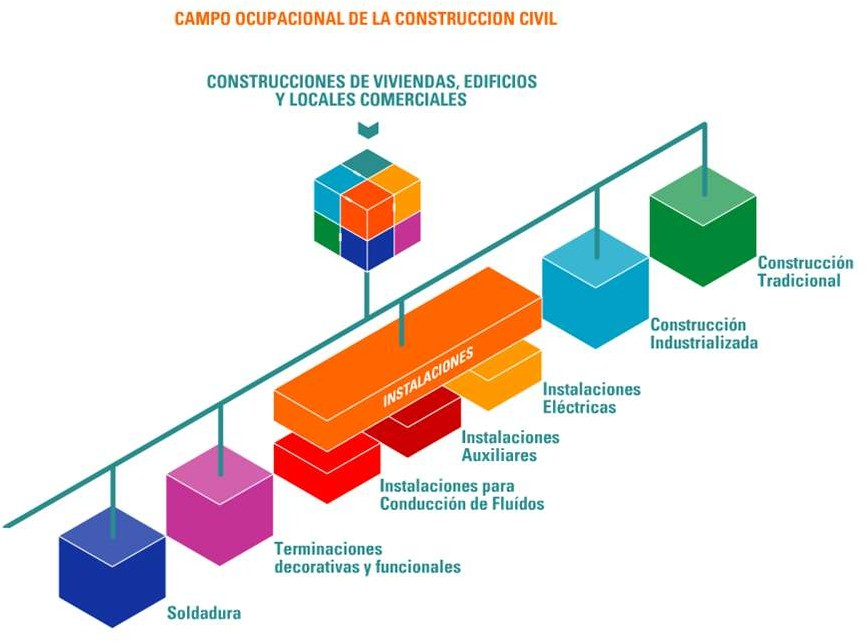 CAMPO OCUPACIONAL DE LA CONSTRUCCION CIVIL
CONSTRUCCIONES DE VIVIENDAS, EDIFICIOS
Y LOCALES COMERCIALES
Construcción
Tradicional
Construcción
Industrializada
INSTALACIONES
Instalaciones
Eléctricas
Instalaciones
Auxiliares
Instalaciones para
Conducción de Fluídos
Terminaciones
decorativas y funcionales
Soldadura